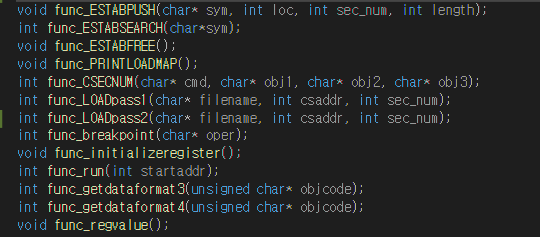 void func_ESTABPUSH(char* sym, int loc, int sec_num, int length);
int func_ESTABSEARCH(char*sym);
void func_ESTABFREE();
void func_PRINTLOADMAP();
int func_CSECNUM(char* cmd, char* obj1, char* obj2, char* obj3);
int func_LOADpass1(char* filename, int csaddr, int sec_num);
int func_LOADpass2(char* filename, int csaddr, int sec_num);
int func_breakpoint(char* oper);
void func_initializeregister();
int func_run(int startaddr);
int func_getdataformat3(unsigned char* objcode);
int func_getdataformat4(unsigned char* objcode);
void func_regvalue();